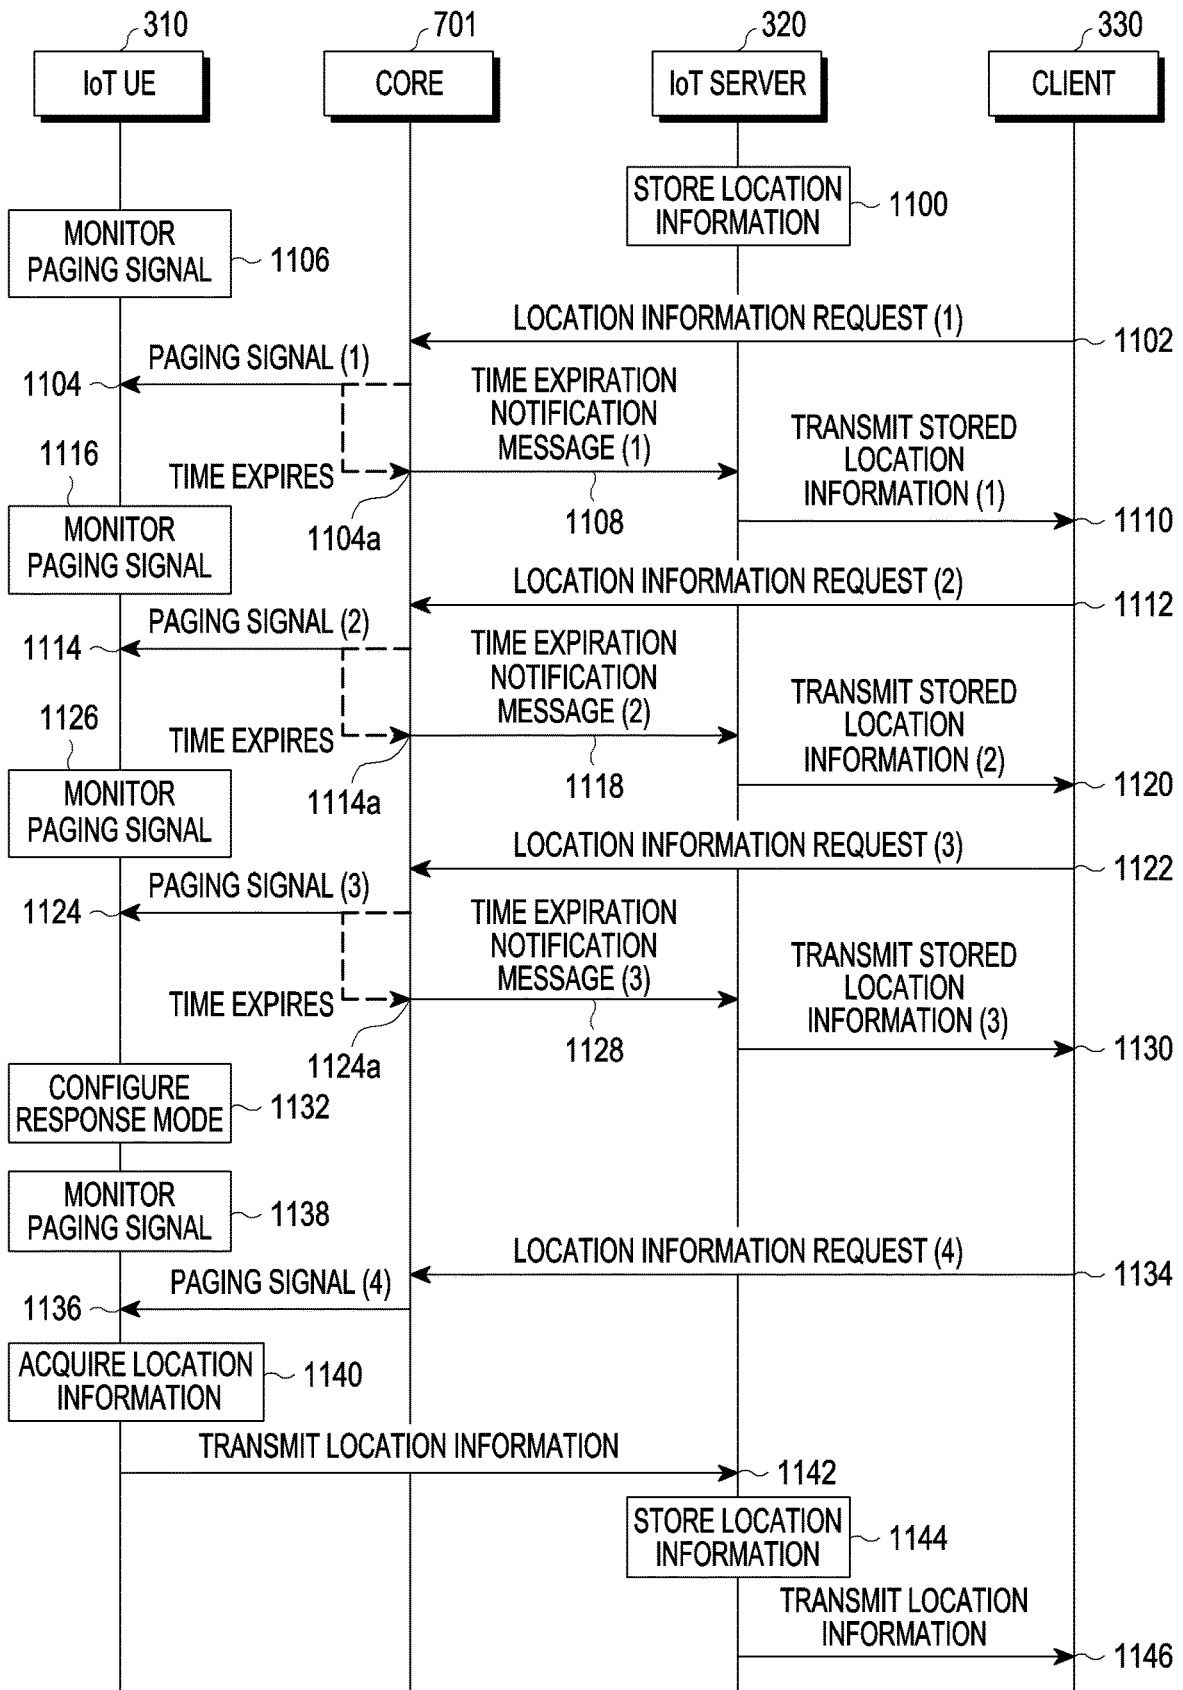 310
701
320
330
IoT UE
CORE
IoT SERVER
CLIENT
STORE LOCATION
INFORMATION
1100
MONITOR
PAGING SIGNAL
1106
LOCATION INFORMATION REQUEST (1)
1102
PAGING SIGNAL (1)
1104
TIME EXPIRATION
NOTIFICATION
MESSAGE (1)
TIME EXPIRES
1104a
1108
TRANSMIT STORED
LOCATION
INFORMATION (1)
1110
1116
MONITOR
PAGING SIGNAL
LOCATION INFORMATION REQUEST (2)
1112
PAGING SIGNAL (2)
1114
TIME EXPIRATION
NOTIFICATION
MESSAGE (2)
TIME EXPIRES
1114a
1118
TRANSMIT STORED
LOCATION
INFORMATION (2)
1120
1126
MONITOR
PAGING SIGNAL
LOCATION INFORMATION REQUEST (3)
1122
PAGING SIGNAL (3)
1124
TIME EXPIRATION
NOTIFICATION
MESSAGE (3)
TIME EXPIRES
1124a
1128
TRANSMIT STORED
LOCATION
INFORMATION (3)
1130
CONFIGURE
RESPONSE MODE
1132
MONITOR
PAGING SIGNAL
1138
LOCATION INFORMATION REQUEST (4)
1134
PAGING SIGNAL (4)
1136
ACQUIRE LOCATION
INFORMATION
1140
TRANSMIT LOCATION INFORMATION
1142
STORE LOCATION
INFORMATION
1144
TRANSMIT LOCATION
INFORMATION
1146